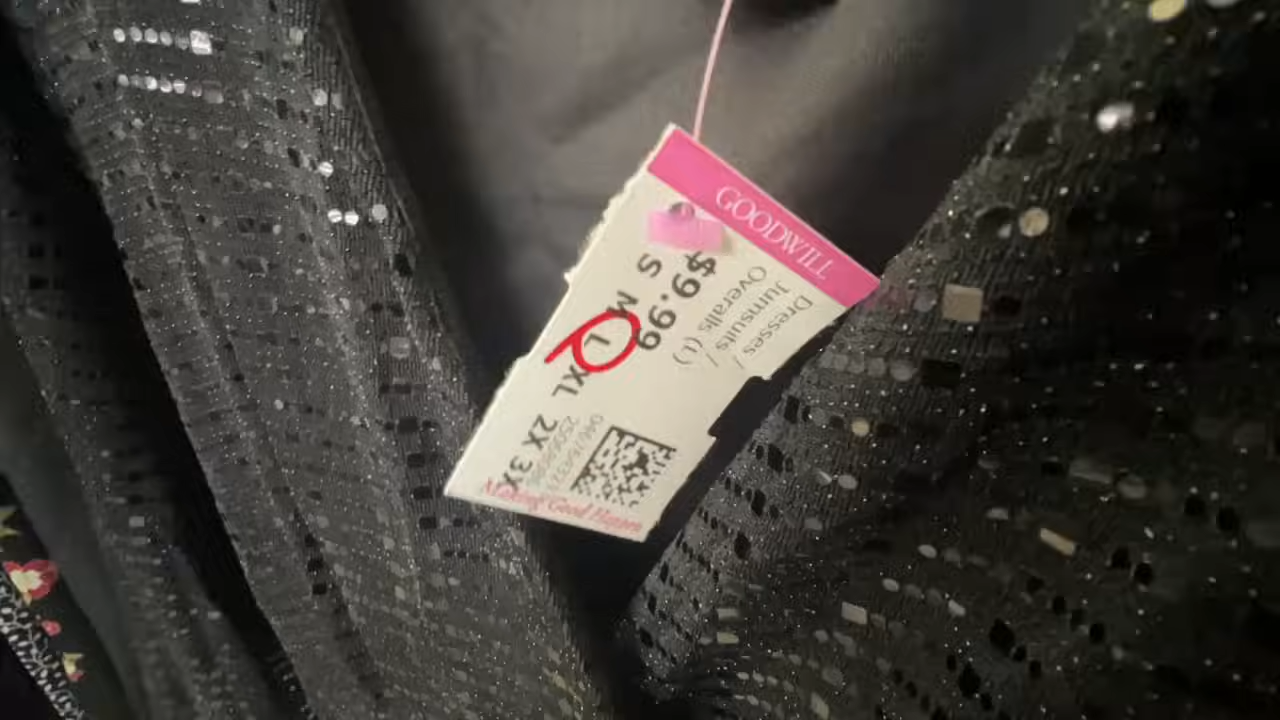 GOODWILL
Dresses /
Jumsuits /
Overalls (1)
$9.99
S M L XL 2X 3X
Making Good Happen